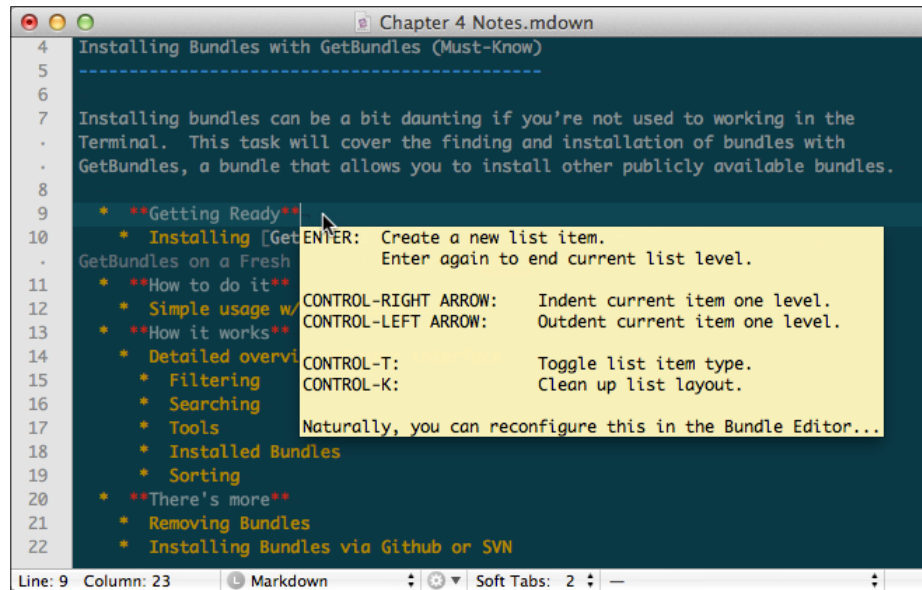 Chapter 4 Notes.mdown
4 Installing Bundles with GetBundles (Must-Know)
5 ----------------------------------------------
6
7 Installing bundles can be a bit daunting if you’re not used to working in the
· Terminal.  This task will cover the finding and installation of bundles with
· GetBundles, a bundle that allows you to install other publicly available bundles.
8
9 * **Getting Ready**
10 * Installing [Get
· GetBundles on a Fresh
11 * **How to do it**
12 * Simple usage w/
13 * **How it works**
14 * Detailed overvi
15 * Filtering
16 * Searching
17 * Tools
18 * Installed Bundles
19 * Sorting
20 * **There's more**
21 * Removing Bundles
22 * Installing Bundles via Github or SVN
ENTER: Create a new list item.
Enter again to end current list level.
CONTROL-RIGHT ARROW: Indent current item one level.
CONTROL-LEFT ARROW: Outdent current item one level.
CONTROL-T: Toggle list item type.
CONTROL-K: Clean up list layout.
Naturally, you can reconfigure this in the Bundle Editor...
Line: 9 Column: 23 L Markdown Soft Tabs: 2 —